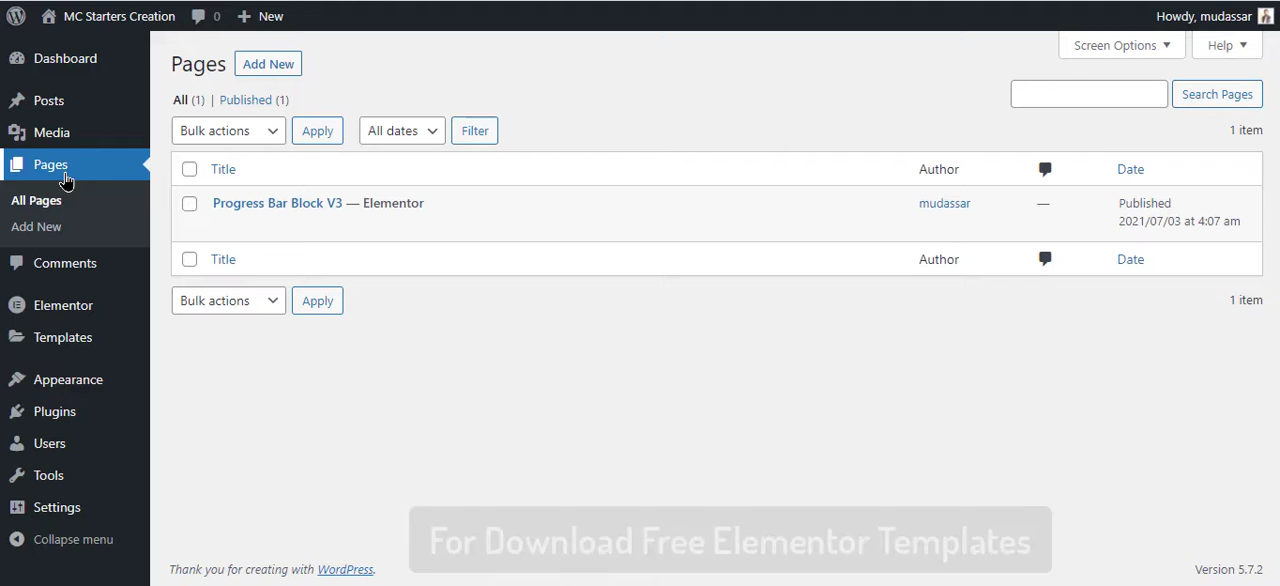 MC Starters Creation 0 New Howdy, mudassar
Dashboard
Posts
Media
Pages
All Pages
Add New
Comments
Elementor
Templates
Appearance
Plugins
Users
Tools
Settings
Collapse menu
Screen Options Help
Pages Add New
All (1) | Published (1)
Search Pages
Bulk actions Apply All dates Filter 1 item
Title Author Date
Progress Bar Block V3 — Elementor mudassar — Published
2021/07/03 at 4:07 am
Title Author Date
Bulk actions Apply 1 item
For Download Free Elementor Templates
Thank you for creating with WordPress. Version 5.7.2